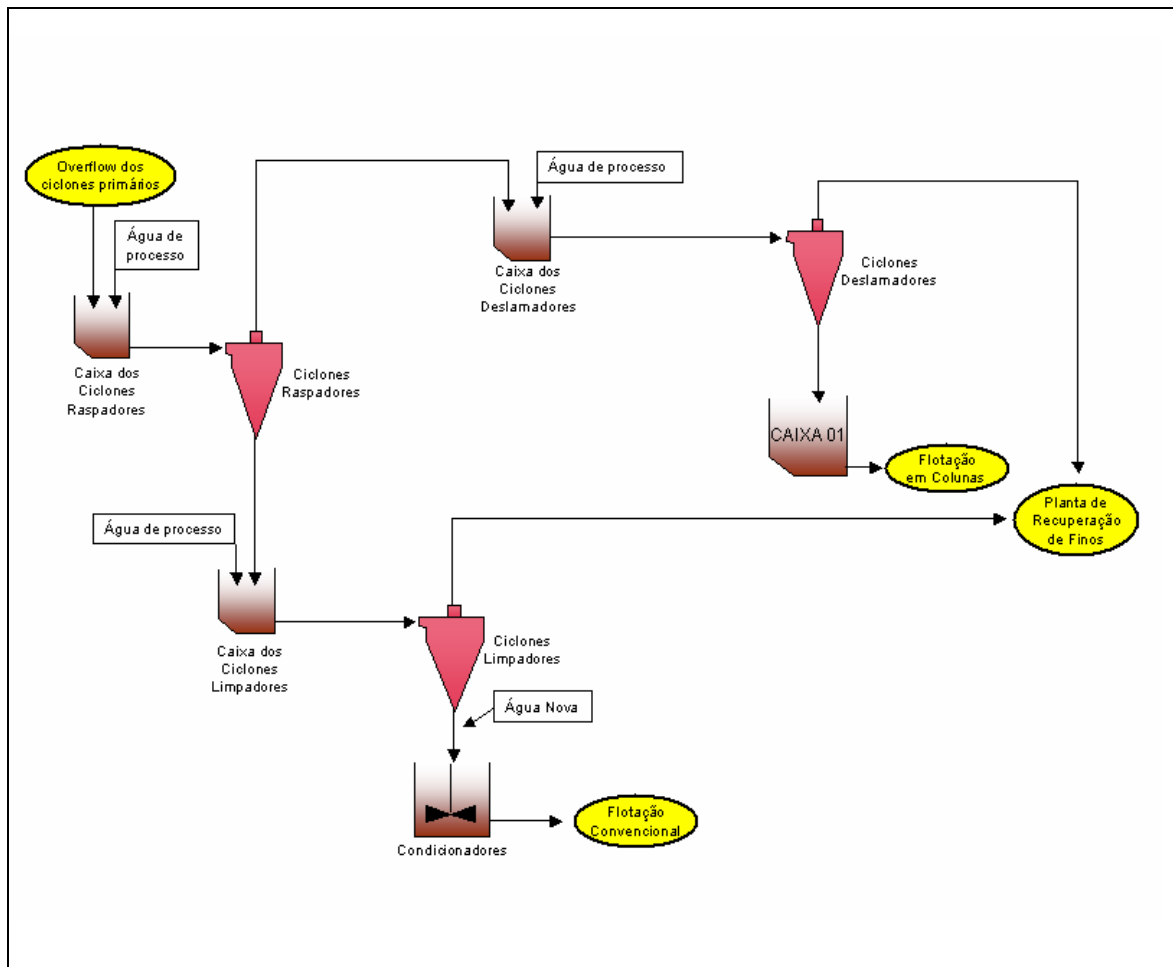 Overflow dos
ciclones primários
Água de
processo
Caixa dos
Ciclones
Raspadores
Ciclones
Raspadores
Água de processo
Caixa dos
Ciclones
Deslamadores
Ciclones
Deslamadores
CAIXA 01
Flotação
em Colunas
Planta de
Recuperação
de Finos
Água de processo
Caixa dos
Ciclones
Limpadores
Ciclones
Limpadores
Água Nova
Condicionadores
Flotação
Convencional